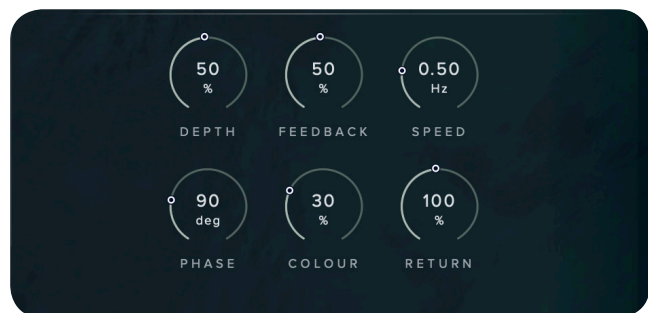 50 50 0.50
% % Hz
DEPTH FEEDBACK SPEED
90 30 100
deg % %
PHASE COLOUR RETURN